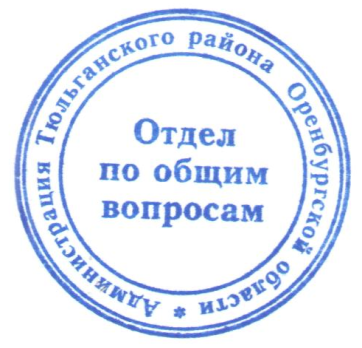 Администрация Тюльганского района Оренбургской области *
Отдел
по общим
вопросам